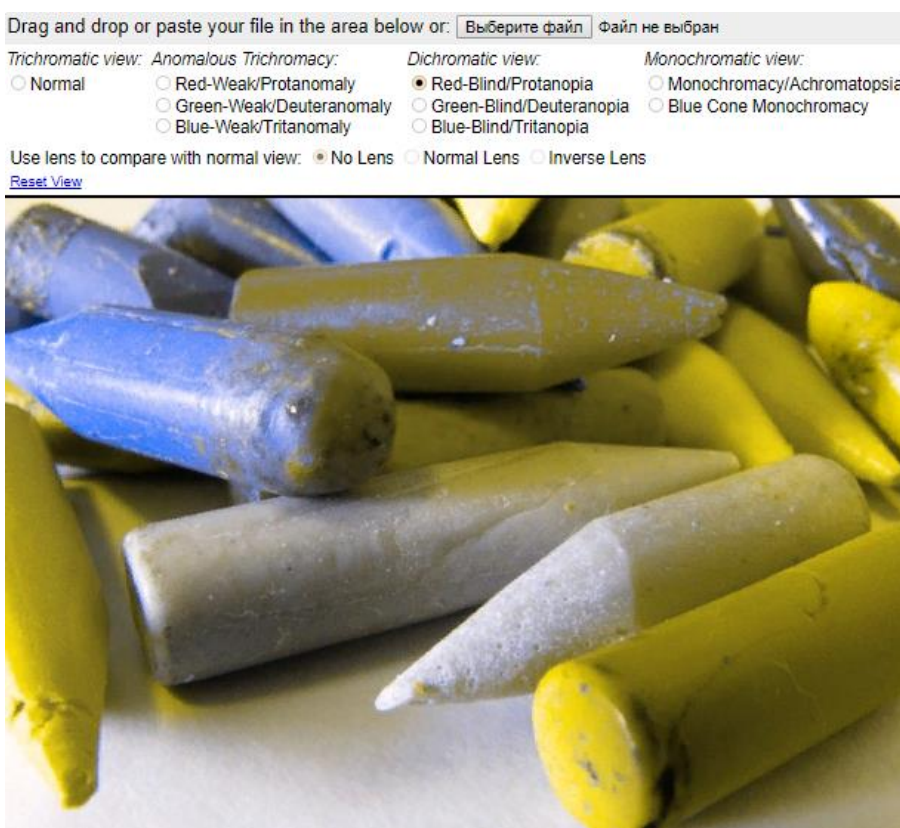 Drag and drop or paste your file in the area below or: Выберите файл Файл не выбран
Trichromatic view: Anomalous Trichromacy: Dichromatic view: Monochromatic view:
Normal Red-Weak/Protanomaly Red-Blind/Protanopia Monochromacy/Achromatopsia
Green-Weak/Deuteranomaly Green-Blind/Deuteranopia Blue Cone Monochromacy
Blue-Weak/Tritanomaly Blue-Blind/Tritanopia
Use lens to compare with normal view: No Lens Normal Lens Inverse Lens
Reset View